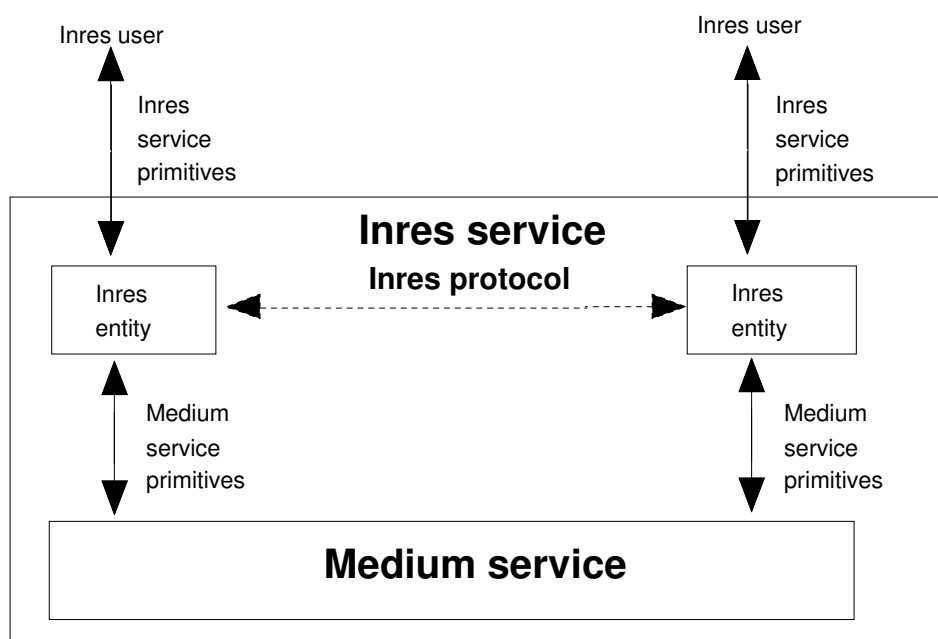 Inres user
Inres user
Inres
service
primitives
Inres
service
primitives
Inres service
Inres protocol
Inres
entity
Inres
entity
Medium
service
primitives
Medium
service
primitives
Medium service